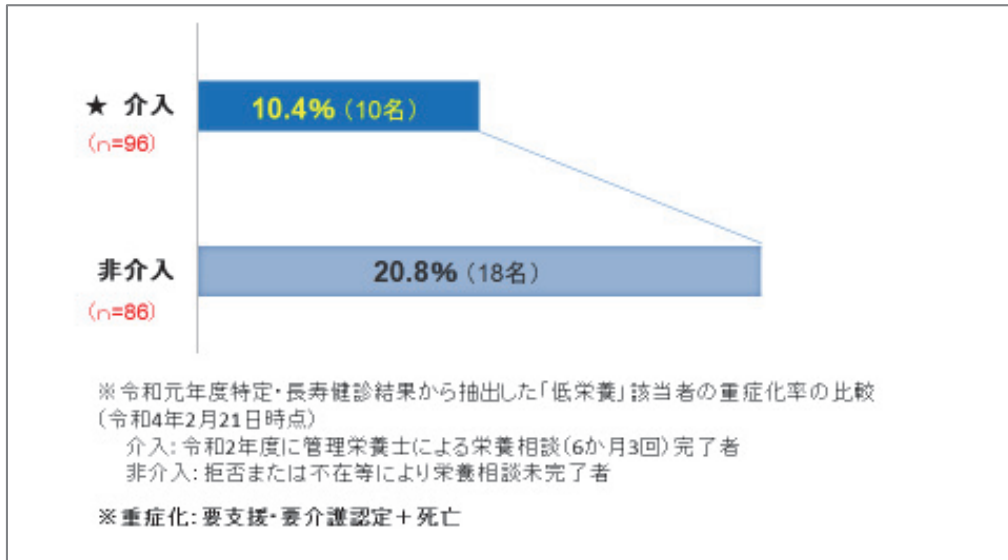 ★ 介入
(n=96)
10.4%（10名）
非介入
(n=86)
20.8%（18名）
※令和元年度特定・長寿健診結果から抽出した「低栄養」該当者の重症化率の比較
(令和4年2月21日時点)
介入：令和2年度に管理栄養士による栄養相談(6か月3回)完了者
非介入：拒否または不在等により栄養相談未完了者
※重症化：要支援・要介護認定＋死亡